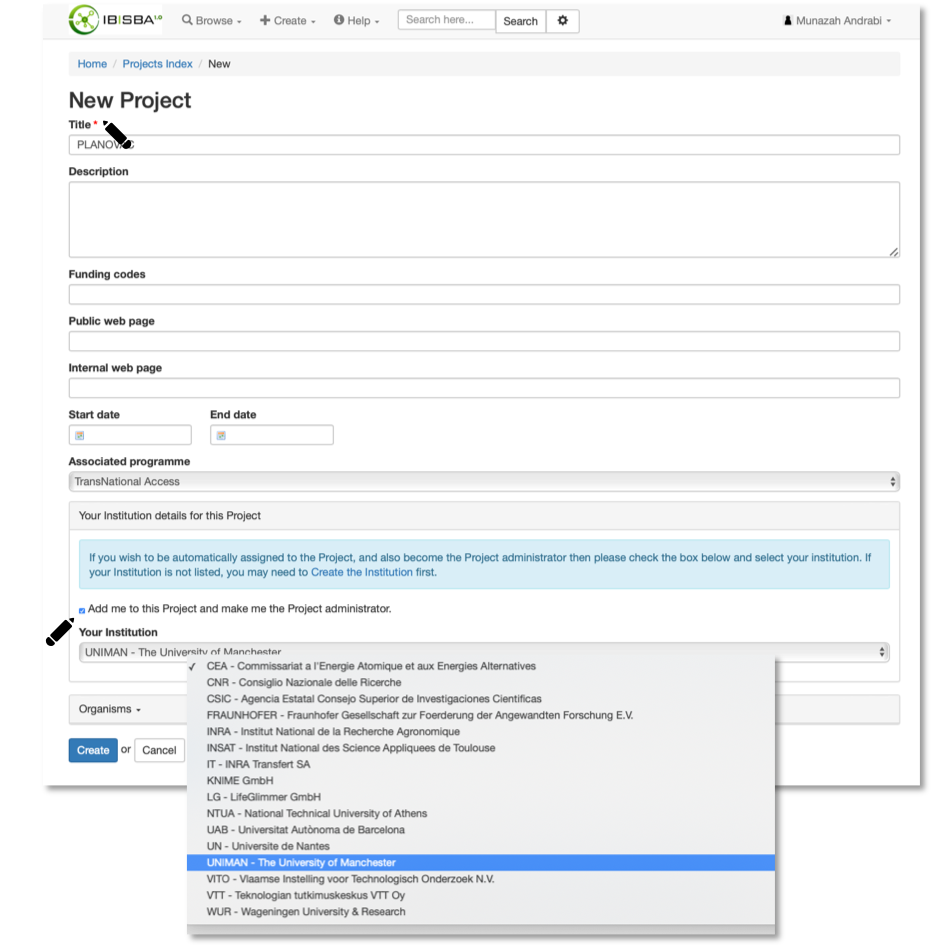 IBISBA 1.0 Browse Create Help Search here... Search Munazah Andrabi
Home / Projects Index / New
New Project
Title *
Description
Funding codes
Public web page
Internal web page
Start date End date
Associated programme
TransNational Access
Your Institution details for this Project
If you wish to be automatically assigned to the Project, and also become the Project administrator then please check the box below and select your institution. If
your Institution is not listed, you may need to Create the Institution first.
Add me to this Project and make me the Project administrator.
Your Institution
UNIMAN - The University of Manchester
✓ CEA - Commissariat a l'Energie Atomique et aux Energies Alternatives
CNR - Consiglio Nazionale delle Ricerche
CSIC - Agencia Estatal Consejo Superior de Investigaciones Cientificas
FRAUNHOFER - Fraunhofer Gesellschaft zur Foerderung der Angewandten Forschung E.V.
INRA - Institut National de la Recherche Agronomique
INSAT - Institut National des Science Appliquees de Toulouse
IT - INRA Transfert SA
KNIME GmbH
LG - LifeGlimmer GmbH
NTUA - National Technical University of Athens
UAB - Universitat Autònoma de Barcelona
UN - Universite de Nantes
UNIMAN - The University of Manchester
VITO - Vlaamse Instelling voor Technologisch Onderzoek N.V.
VTT - Teknologian tutkimuskeskus VTT Oy
WUR - Wageningen University & Research
Organisms
Create or Cancel